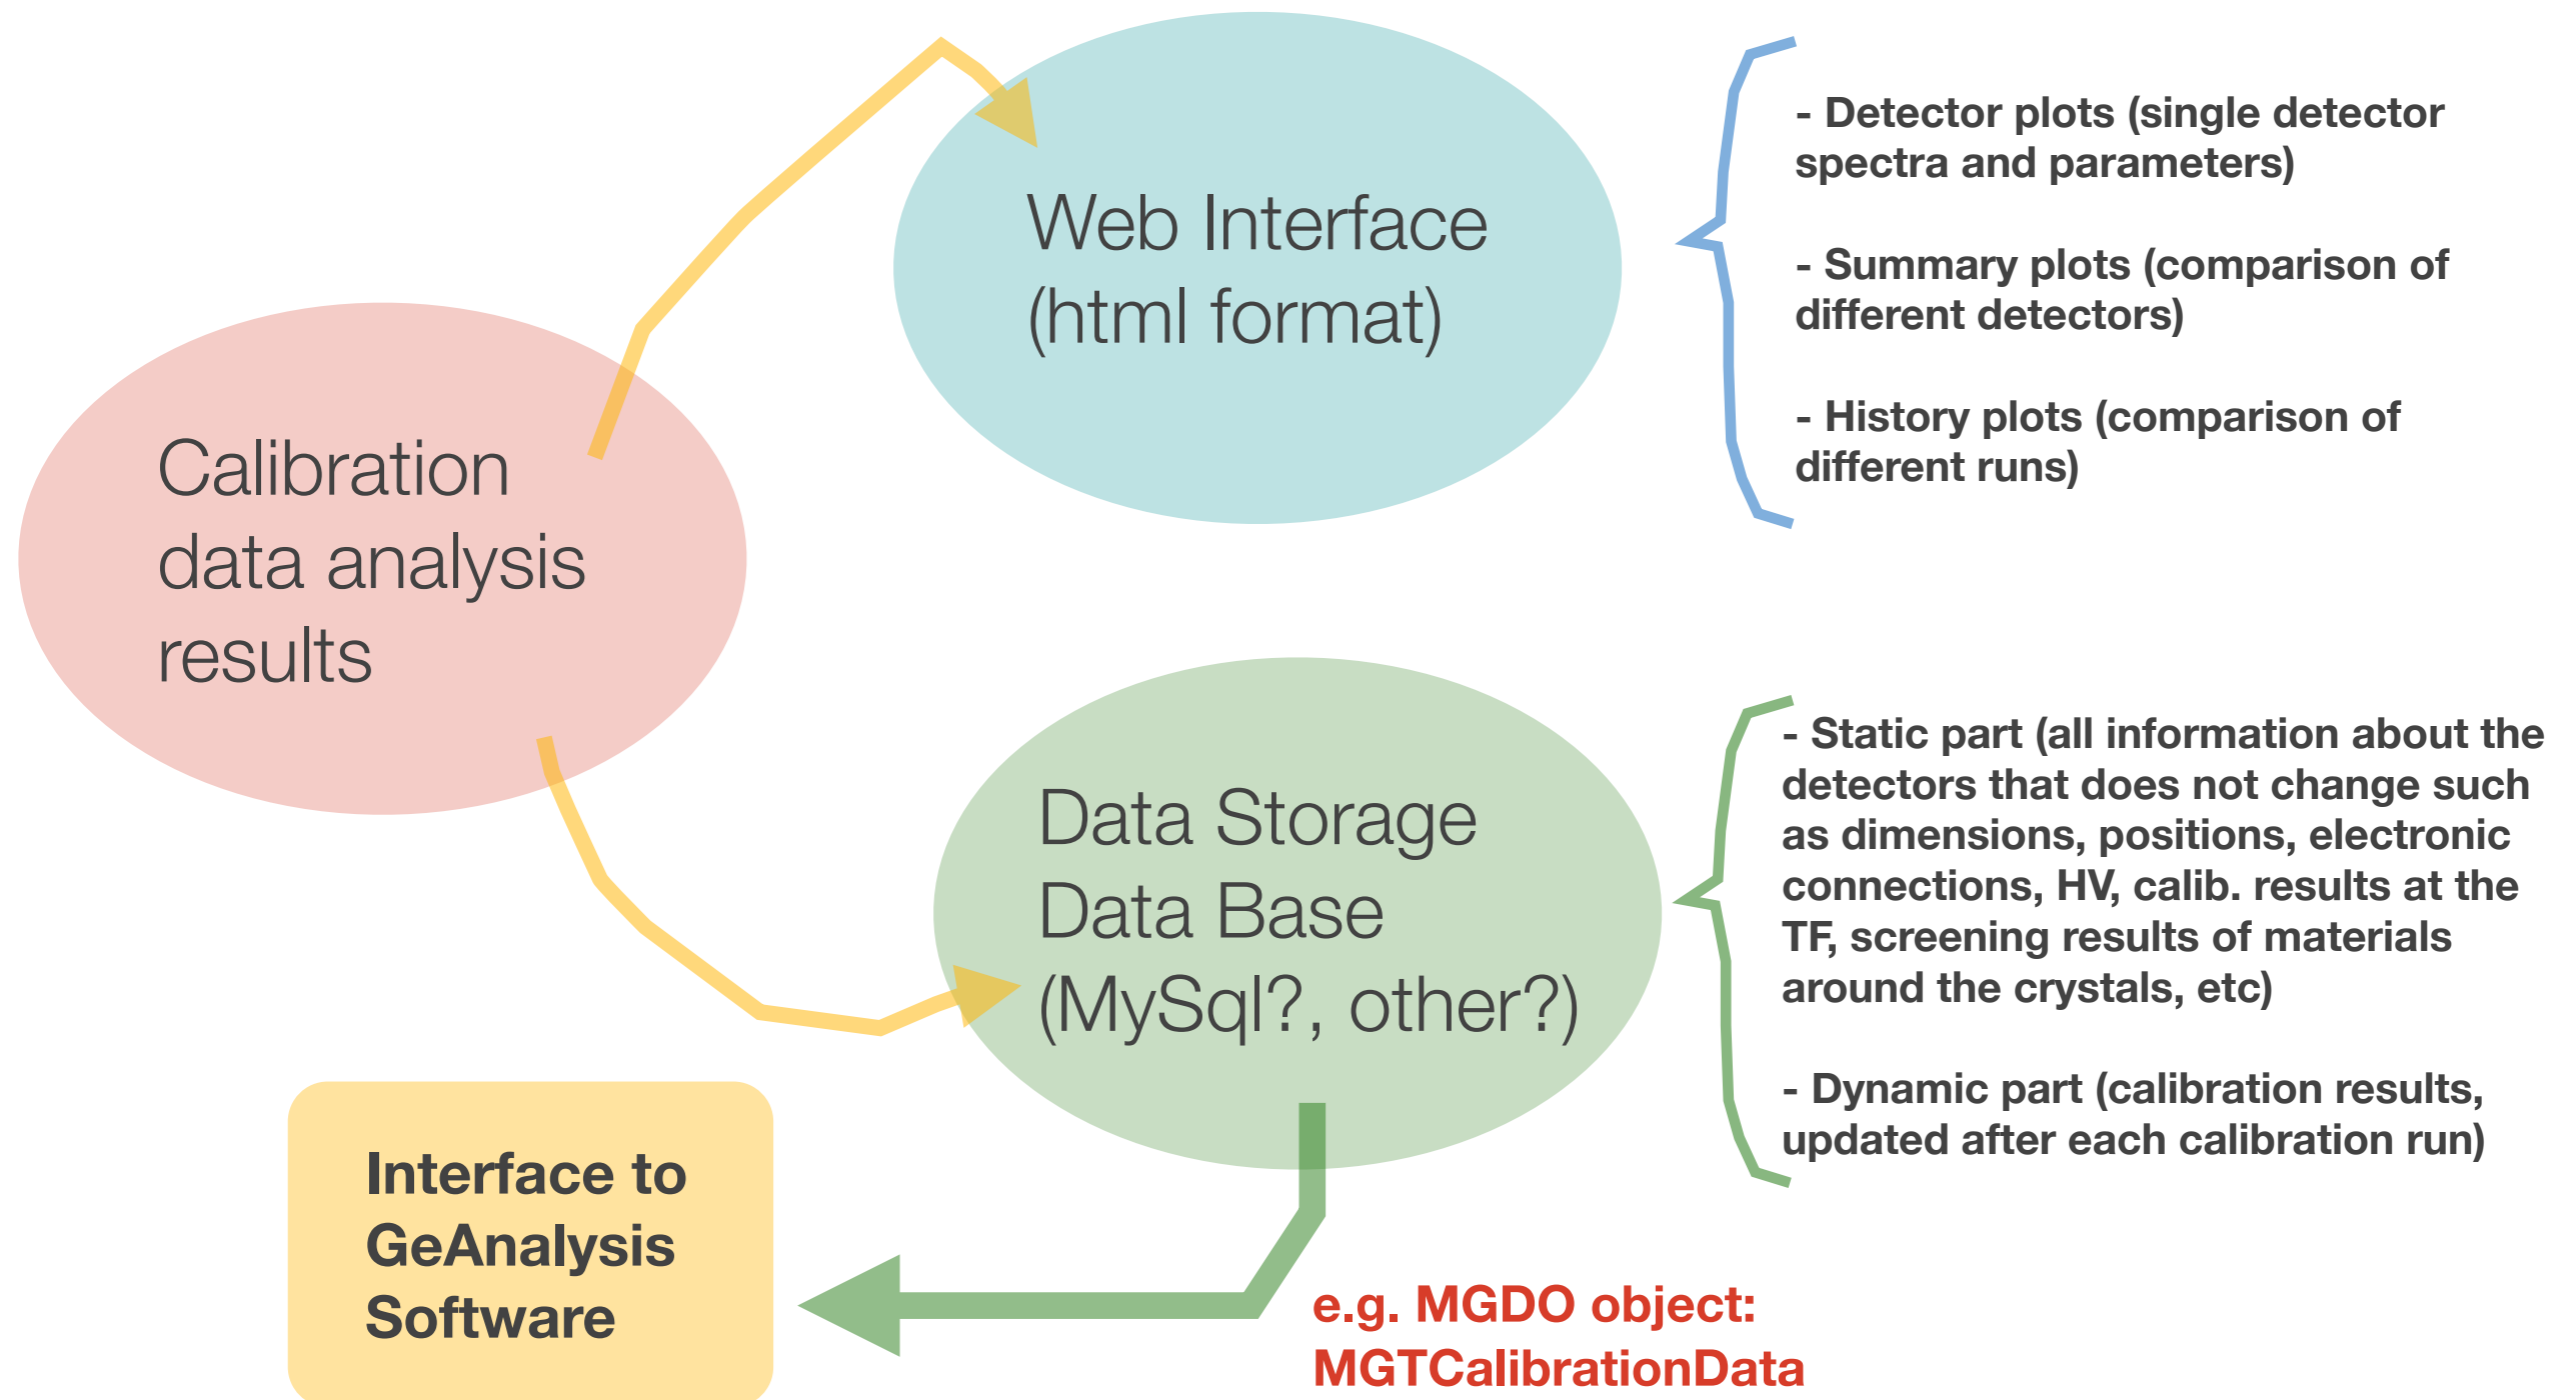 Web Interface
(html format)
- Detector plots (single detector
spectra and parameters)
- Summary plots (comparison of
different detectors)
- History plots (comparison of
different runs)
Calibration
data analysis
results
Data Storage
Data Base
(MySql?, other?)
- Static part (all information about the
detectors that does not change such
as dimensions, positions, electronic
connections, HV, calib. results at the
TF, screening results of materials
around the crystals, etc)
- Dynamic part (calibration results,
updated after each calibration run)
Interface to
GeAnalysis
Software
e.g. MGDO object:
MGTCalibrationData